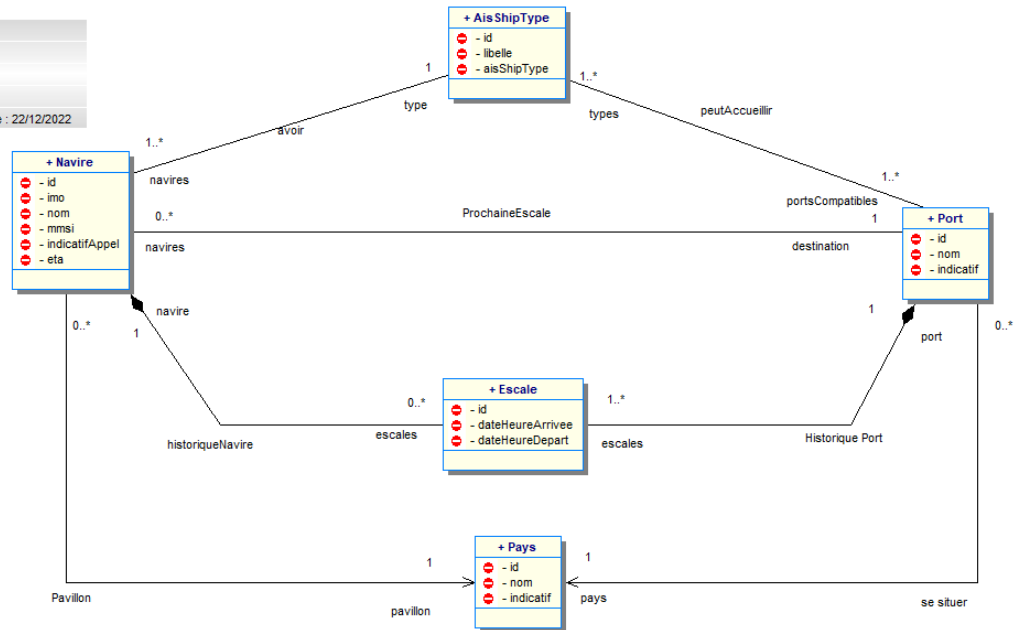 + AisShipType
- id
- libelle
- aisShipType
1
1..*
type
types
peutAccueillir
: 22/12/2022
avoir
1..*
+ Navire
- id
- imo
- nom
- mmsi
- indicatifAppel
- eta
navires
0..*
navires
ProchaineEscale
1..*
portsCompatibles
1
destination
+ Port
- id
- nom
- indicatif
0..*
1
navire
historiqueNavire
0..*
escales
+ Escale
- id
- dateHeureArrivee
- dateHeureDepart
1..*
escales
1
port
0..*
Historique Port
+ Pays
- id
- nom
- indicatif
1
pavillon
Pavillon
1
pays
se situer